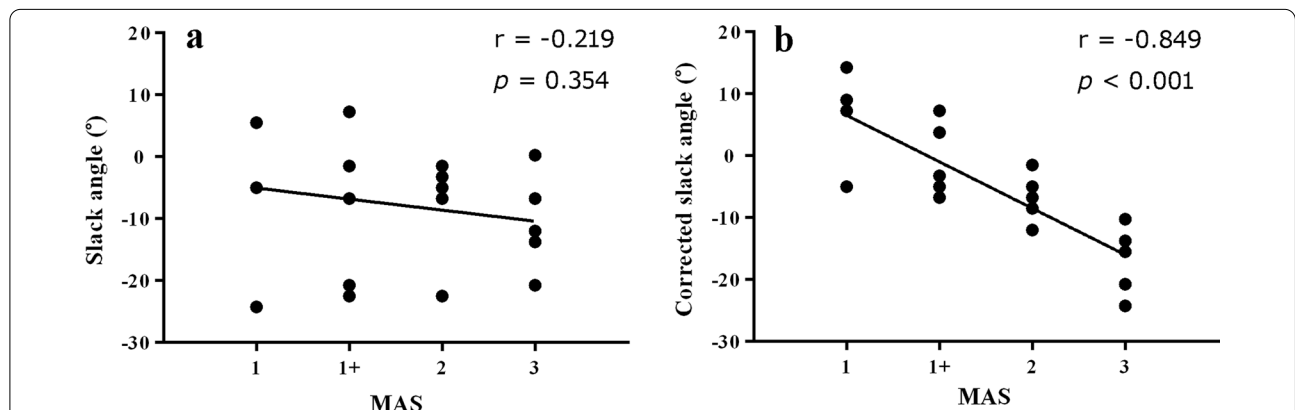 a
r = -0.219
p = 0.354
Slack angle (°)
20
10
0
-10
-20
-30
1 1+ 2 3
MAS
b
r = -0.849
p < 0.001
Corrected slack angle (°)
20
10
0
-10
-20
-30
1 1+ 2 3
MAS